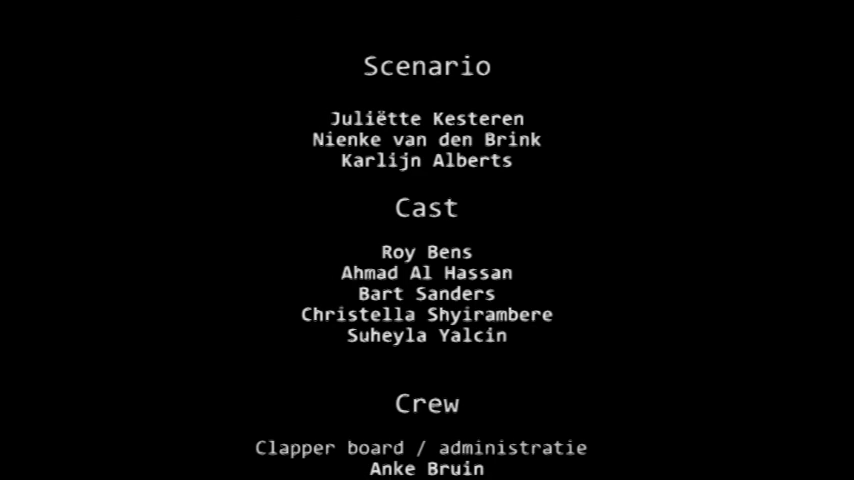 Scenario
Juliëtte Kesteren
Nienke van den Brink
Karlijn Alberts
Cast
Roy Bens
Ahmad Al Hassan
Bart Sanders
Christella Shyirambere
Suheyla Yalcin
Crew
Clapper board / administratie
Anke Bruin